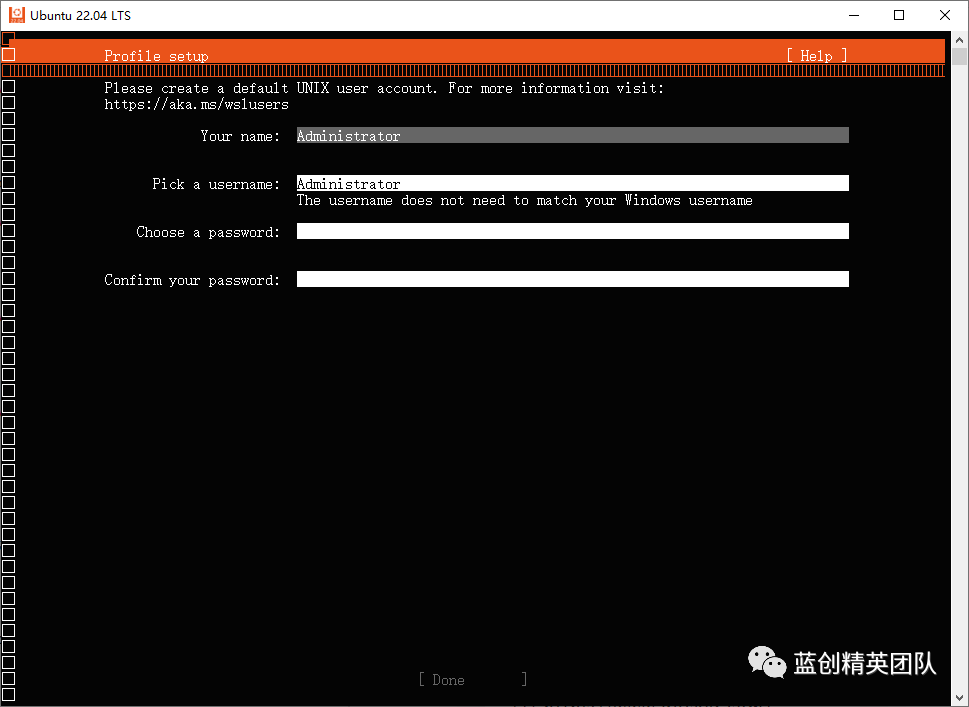 Ubuntu 22.04 LTS
Profile setup [ Help ]
Please create a default UNIX user account. For more information visit:
https://aka.ms/wslusers
Your name: Administrator
Pick a username: Administrator
The username does not need to match your Windows username
Choose a password:
Confirm your password:
蓝创精英团队
[ Done ]